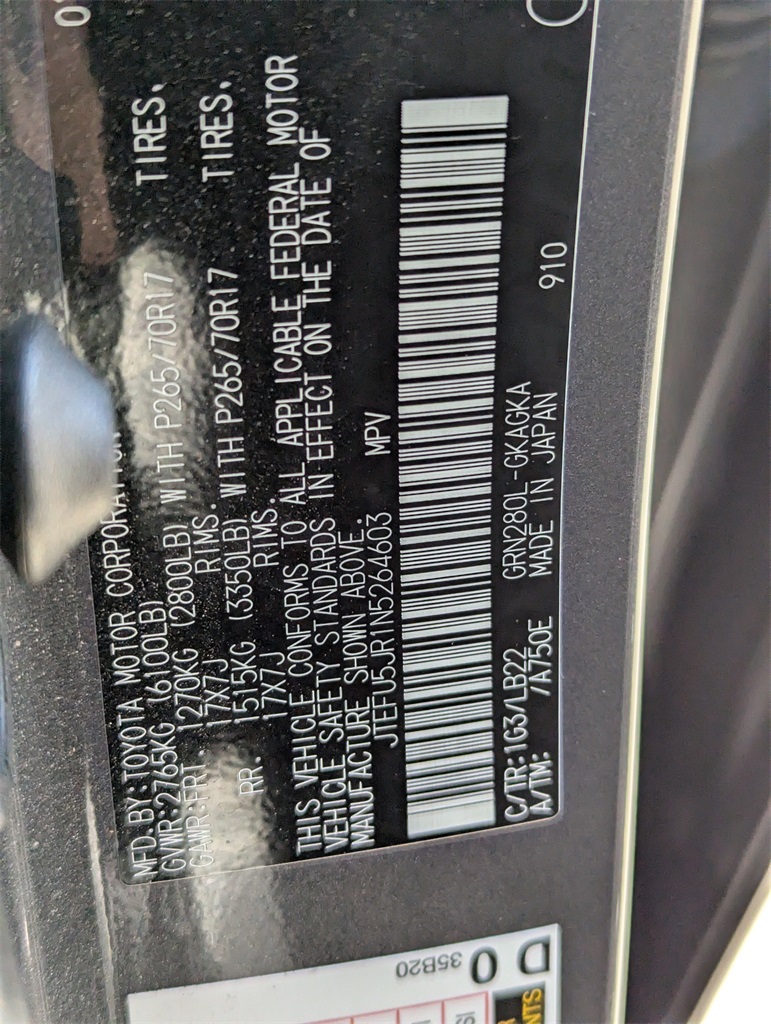 MFD.BY:TOYOTA MOTOR CORPORATION
GVWR:2765KG (6100LB)
GAWR:FRT. 1270KG (2800LB) WITH P265/70R17 TIRES,
17X7J RIMS.
RR. 1515KG (3350LB) WITH P265/70R17 TIRES,
17X7J RIMS.
THIS VEHICLE CONFORMS TO ALL APPLICABLE FEDERAL MOTOR
VEHICLE SAFETY STANDARDS IN EFFECT ON THE DATE OF
MANUFACTURE SHOWN ABOVE.
JTEFU5JR1N5264603 MPV
C/TR:1G3/LB22 GRN280L-GKAGKA
A/TM: /A750E MADE IN JAPAN 910
35B20